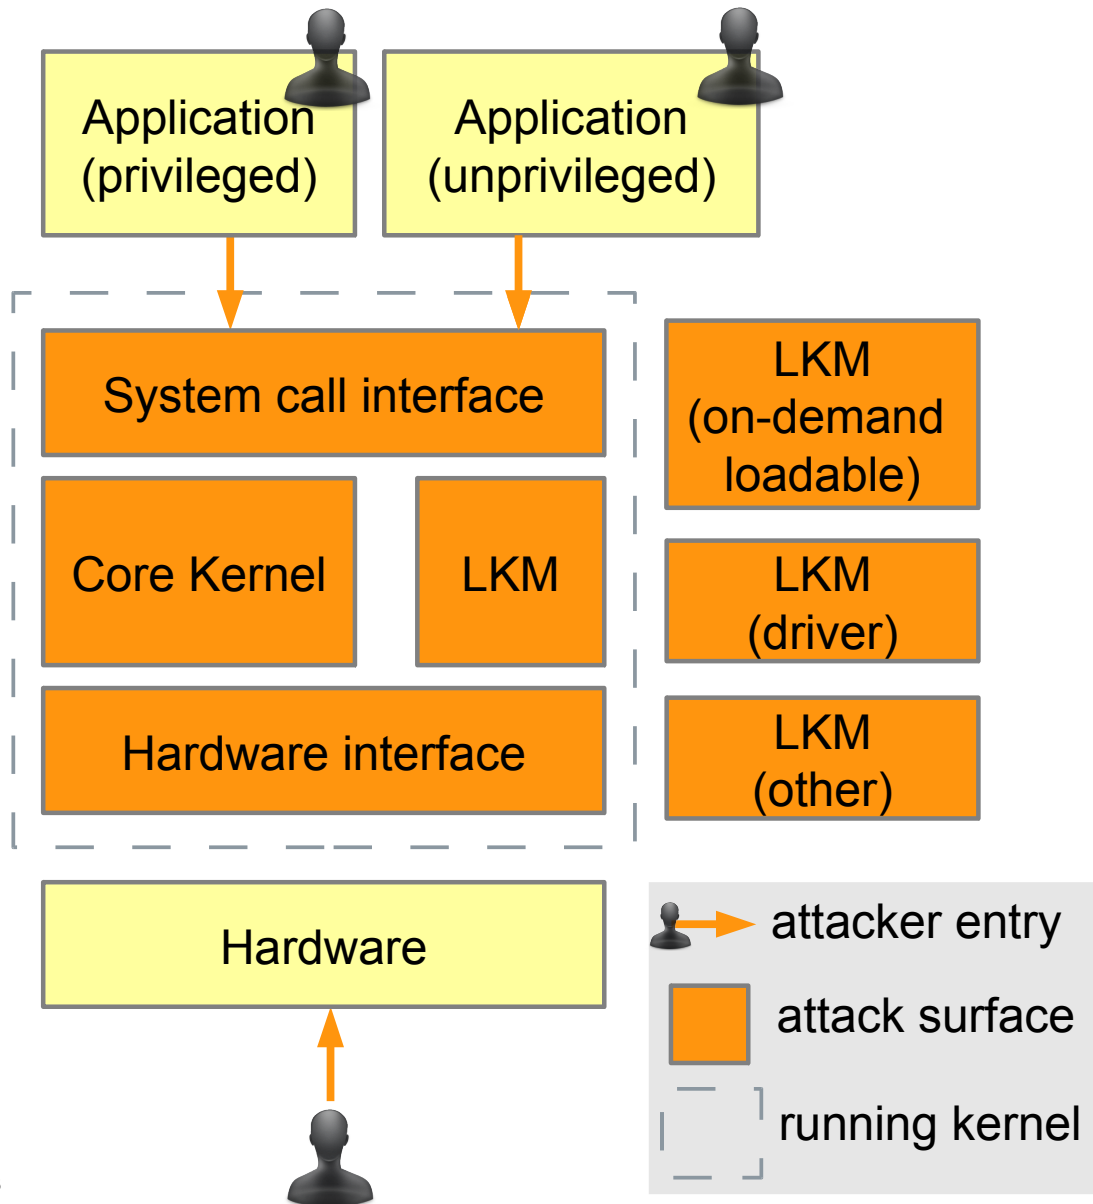 Application
(privileged)
Application
(unprivileged)
System call interface
Core Kernel
LKM
Hardware interface
LKM
(on-demand
loadable)
LKM
(driver)
LKM
(other)
Hardware
attacker entry
attack surface
running kernel